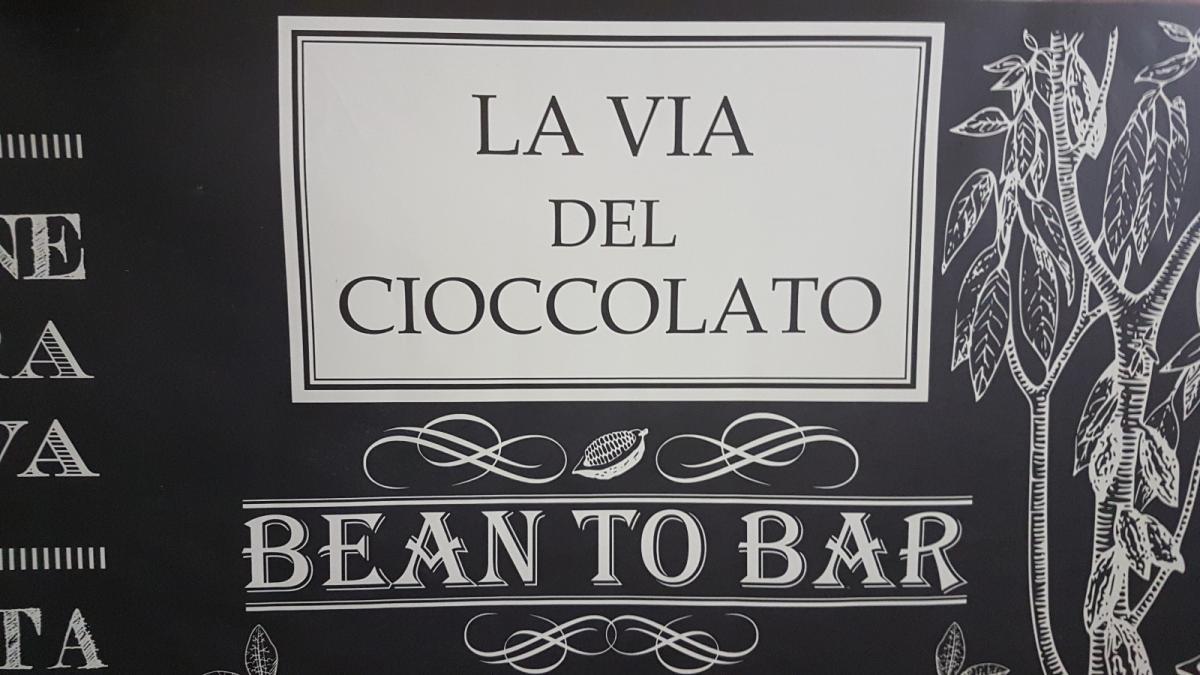 LA VIA
DEL
CIOCCOLATO
BEAN TO BAR